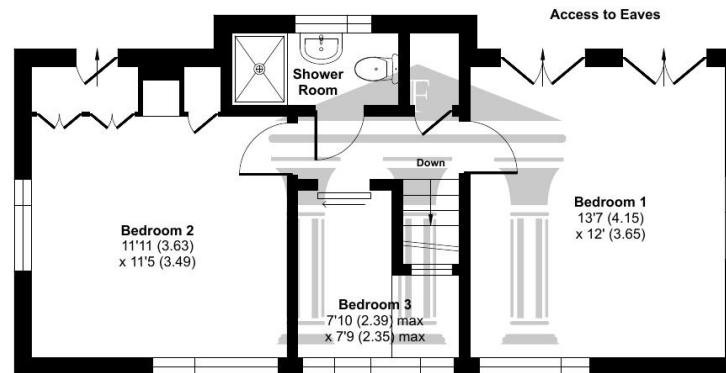 Access to Eaves
Shower
Room
F
Down
Bedroom 1
13'7 (4.15)
x 12' (3.65)
Bedroom 2
11'11 (3.63)
x 11'5 (3.49)
Bedroom 3
7'10 (2.39) max
x 7'9 (2.35) max